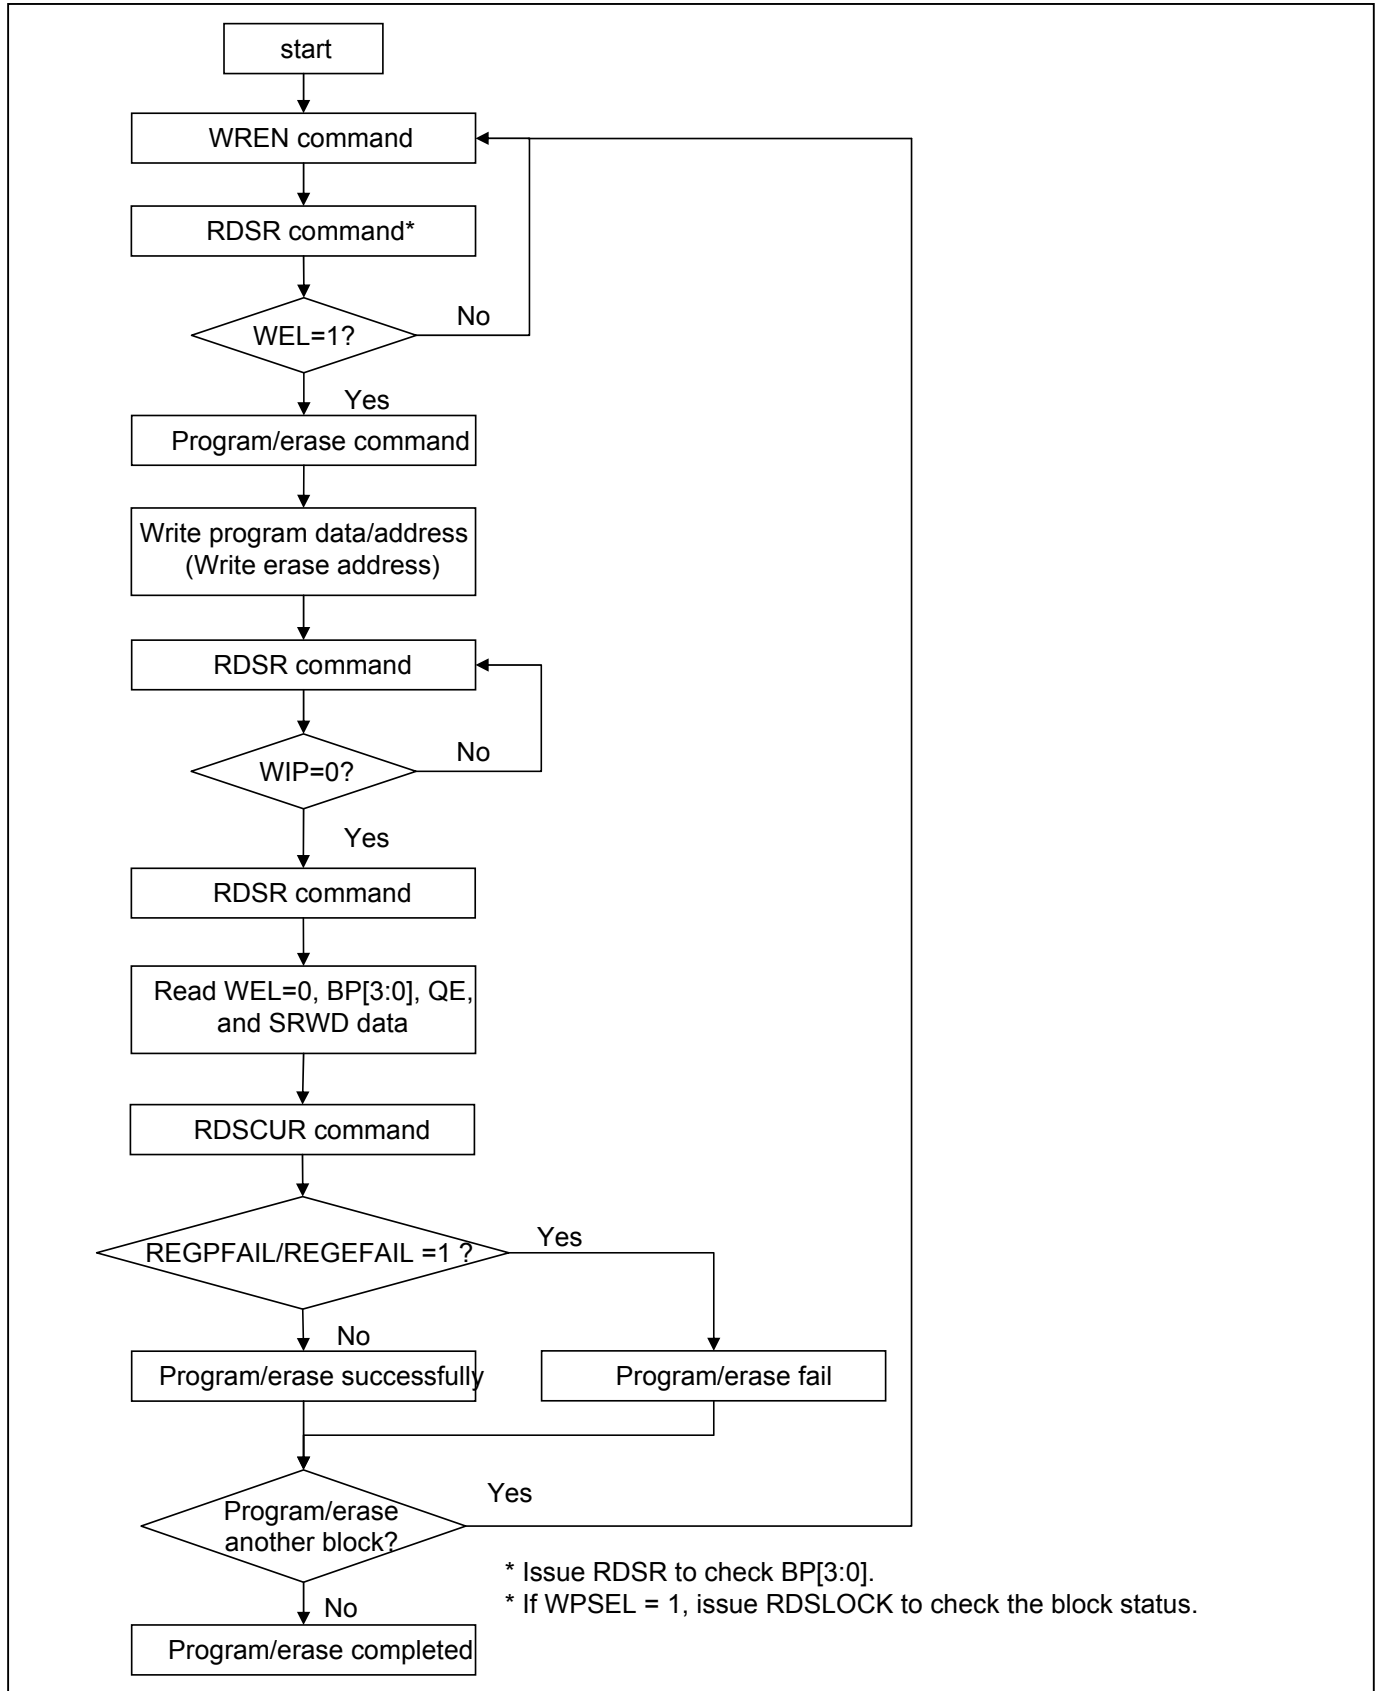 start
WREN command
RDSR command*
WEL=1?
No
Yes
Program/erase command
Write program data/address
(Write erase address)
RDSR command
WIP=0?
No
Yes
RDSR command
Read WEL=0, BP[3:0], QE,
and SRWD data
RDSCUR command
REGPFAIL/REGEFAIL =1 ?
Yes
No
Program/erase successfully
Program/erase fail
Program/erase
another block?
Yes
No
* Issue RDSR to check BP[3:0].
* If WPSEL = 1, issue RDSLOCK to check the block status.
Program/erase completed